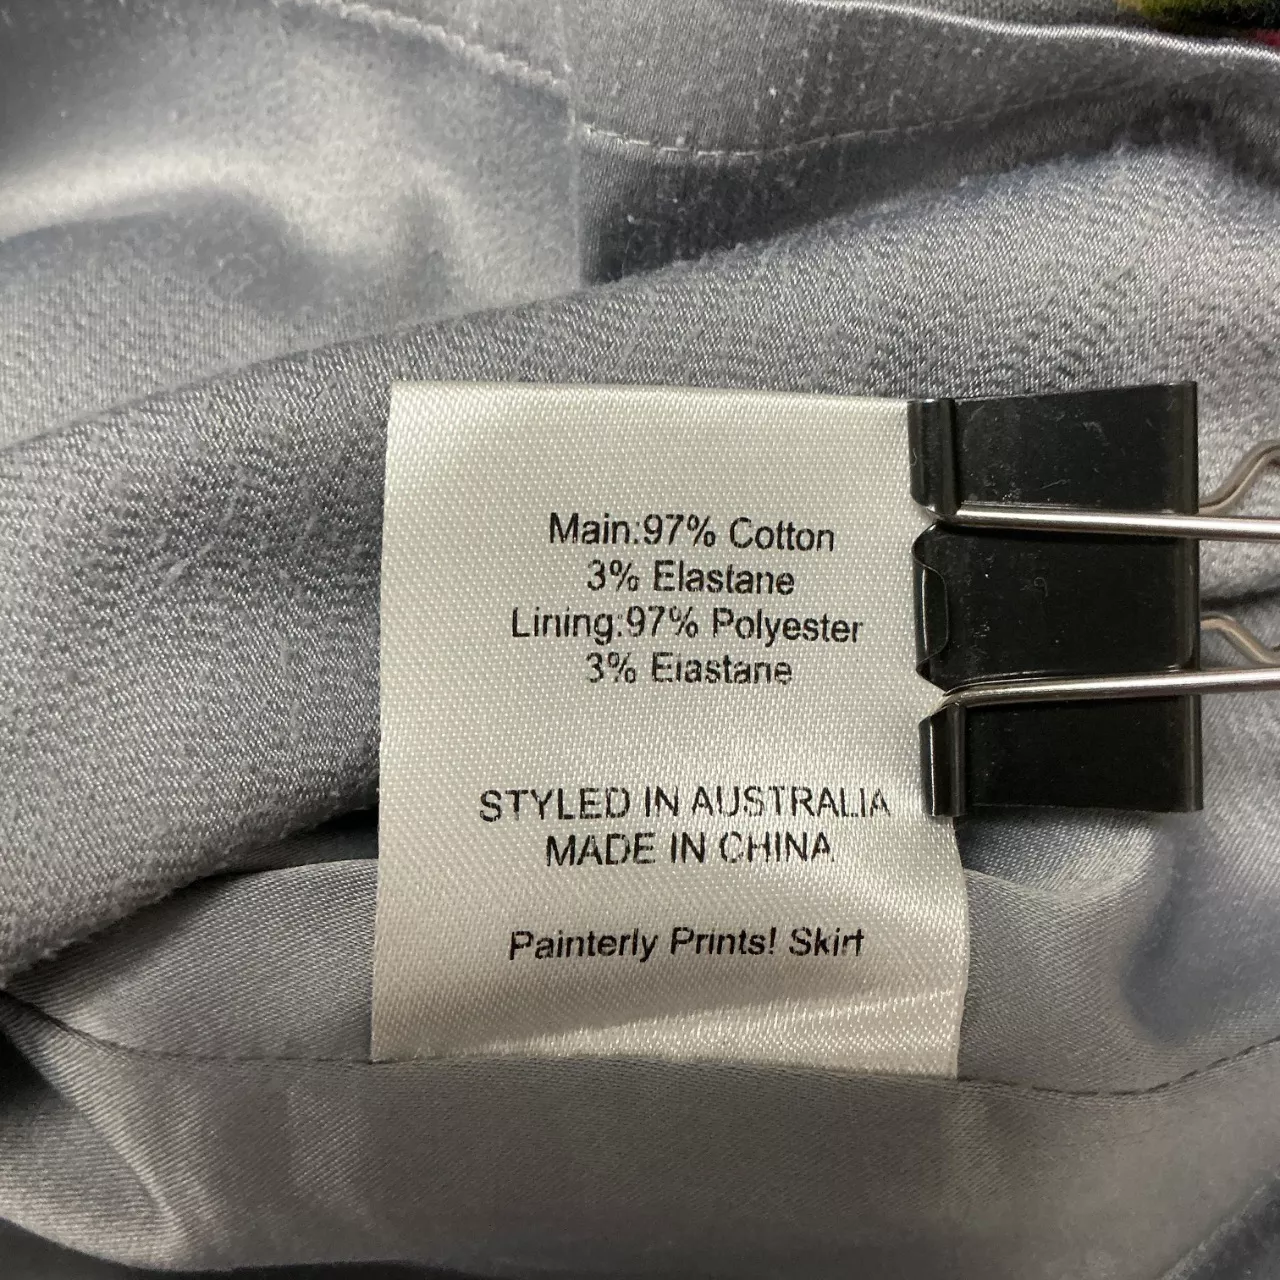 Main:97% Cotton
3% Elastane
Lining:97% Polyester
3% Elastane
STYLED IN AUSTRALIA
MADE IN CHINA
Painterly Prints! Skirt